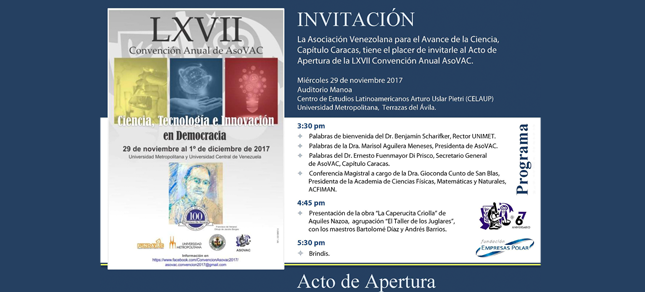 LXVII
Convención Anual de AsoVAC
Ciencia, Tecnología e Innovación
en Democracia
29 de noviembre al 1º de diciembre de 2017
Universidad Metropolitana y Universidad Central de Venezuela
100
UNIVERSIDAD
METROPOLITANA
Información en
https://www.facebook.com/ConvencionAsovac2017/
asovac.convencion2017@gmail.com
INVITACIÓN
La Asociación Venezolana para el Avance de la Ciencia,
Capítulo Caracas, tiene el placer de invitarle al Acto de
Apertura de la LXVII Convención Anual AsoVAC.
Miércoles 29 de noviembre 2017
Auditorio Manoa
Centro de Estudios Latinoamericanos Arturo Uslar Pietri (CELAUP)
Universidad Metropolitana, Terrazas del Ávila.
Programa
3:30 pm
Palabras de bienvenida del Dr. Benjamín Scharifker, Rector UNIMET.
Palabras de la Dra. Marisol Aguilera Meneses, Presidenta de AsoVAC.
Palabras del Dr. Ernesto Fuenmayor Di Prisco, Secretario General
de AsoVAC, Capítulo Caracas.
Conferencia Magistral a cargo de la Dra. Gioconda Cunto de San Blas,
Presidenta de la Academia de Ciencias Físicas, Matemáticas y Naturales,
ACFIMAN.
4:45 pm
Presentación de la obra "La Caperucita Criolla" de
Aquiles Nazoa, agrupación "El Taller de los Juglares",
con los maestros Bartolomé Díaz y Andrés Barrios.
5:30 pm
Brindis.
67
Fundación
EMPRESAS POLAR
Acto de Apertura